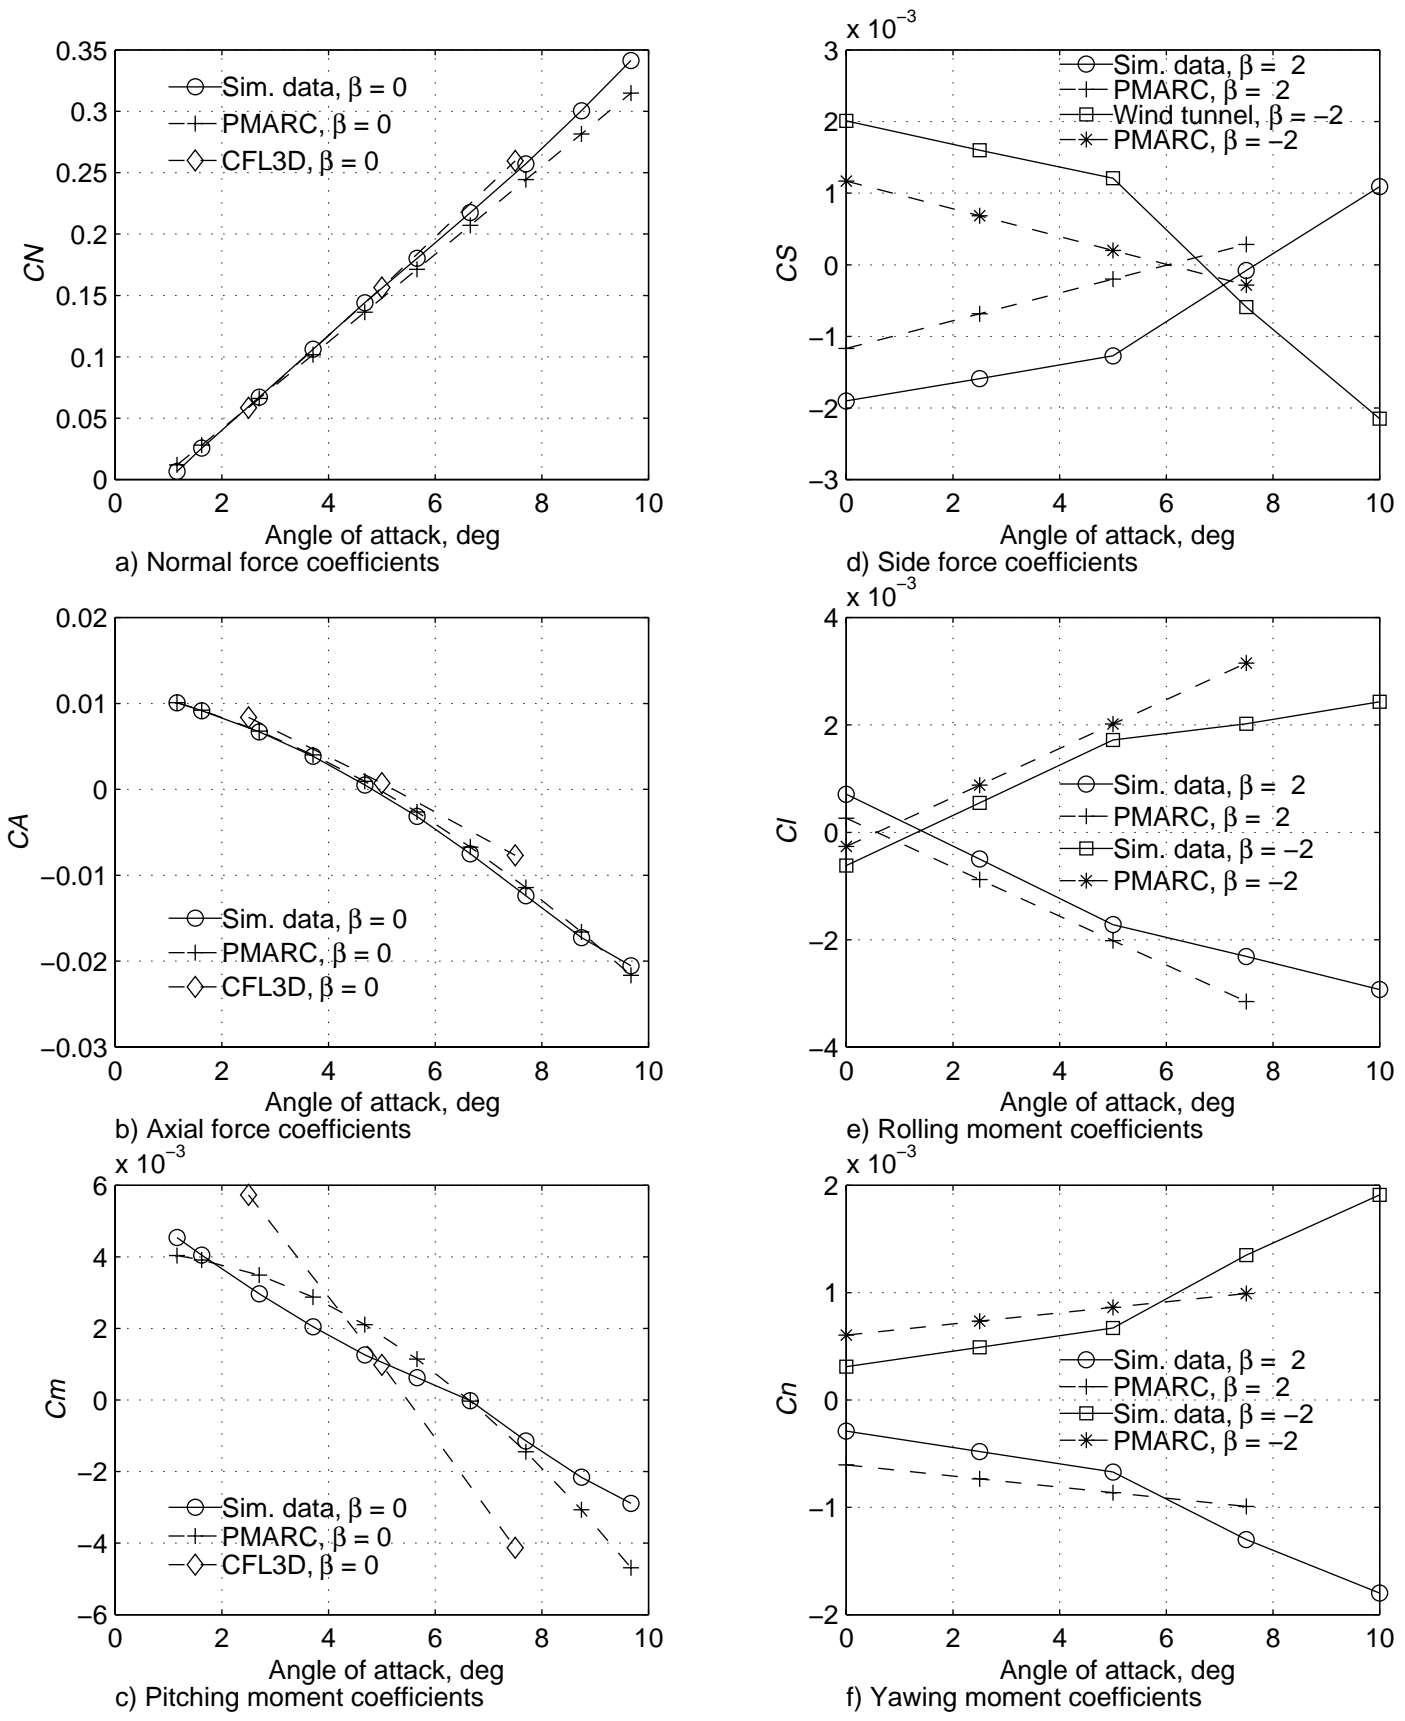 0.35
0.3
0.25
0.2
0.15
0.1
0.05
0
CN
Sim. data, β = 0
PMARC, β = 0
CFL3D, β = 0
0 2 4 6 8 10
Angle of attack, deg
a) Normal force coefficients
x 10−3
3
2
1
0
−1
−2
−3
CS
Sim. data, β = 2
PMARC, β = 2
Wind tunnel, β = −2
PMARC, β = −2
0 2 4 6 8 10
Angle of attack, deg
d) Side force coefficients
0.02
0.01
0
−0.01
−0.02
−0.03
CA
Sim. data, β = 0
PMARC, β = 0
CFL3D, β = 0
0 2 4 6 8 10
Angle of attack, deg
b) Axial force coefficients
x 10−3
4
2
0
−2
−4
Cl
Sim. data, β = 2
PMARC, β = 2
Sim. data, β = −2
PMARC, β = −2
0 2 4 6 8 10
Angle of attack, deg
e) Rolling moment coefficients
x 10−3
6
4
2
0
−2
−4
−6
Cm
Sim. data, β = 0
PMARC, β = 0
CFL3D, β = 0
0 2 4 6 8 10
Angle of attack, deg
c) Pitching moment coefficients
x 10−3
2
1
0
−1
−2
Cn
Sim. data, β = 2
PMARC, β = 2
Sim. data, β = −2
PMARC, β = −2
0 2 4 6 8 10
Angle of attack, deg
f) Yawing moment coefficients